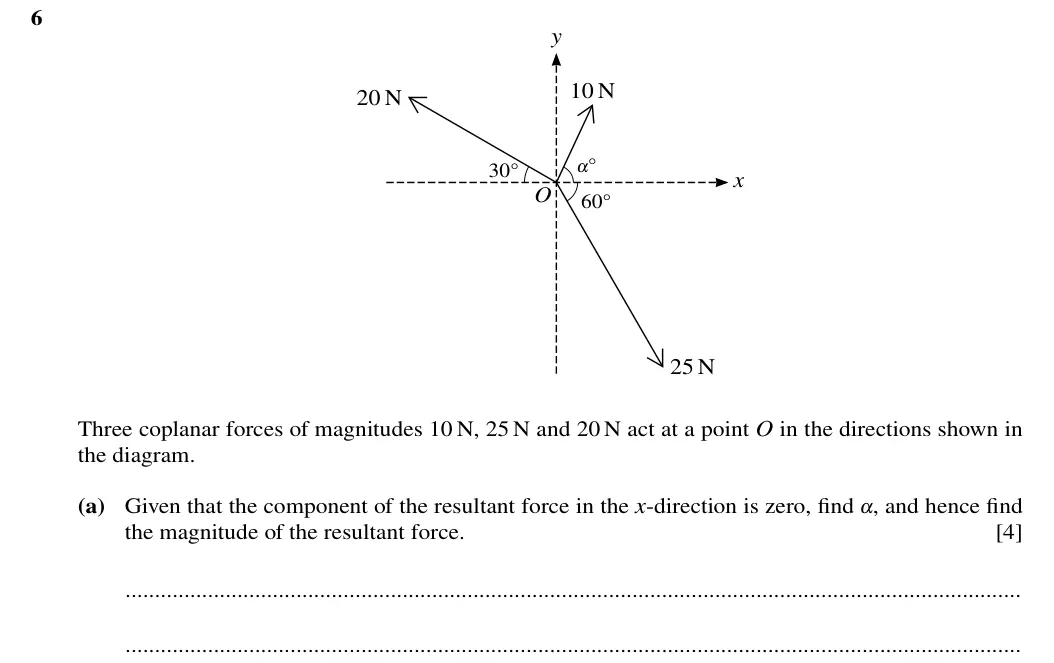 6
y
20 N
10 N
30°
α°
x
O
60°
25 N
Three coplanar forces of magnitudes 10 N, 25 N and 20 N act at a point O in the directions shown in
the diagram.
(a) Given that the component of the resultant force in the x-direction is zero, find α, and hence find
the magnitude of the resultant force. [4]